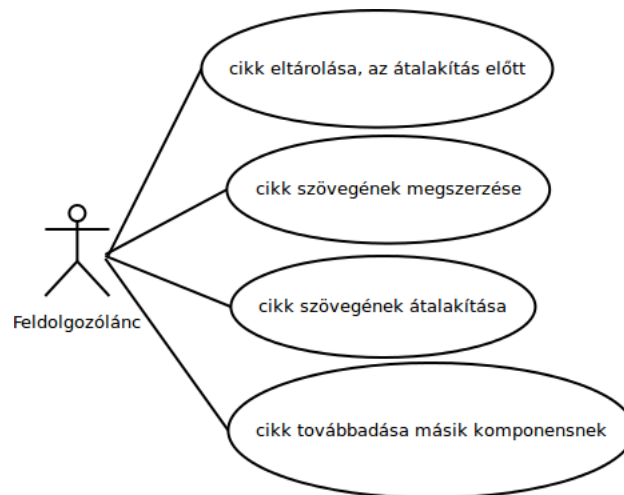 cikk eltárolása, az átalakítás előtt
cikk szövegének megszerzése
cikk szövegének átalakítása
Feldolgozólánc
cikk továbbadása másik komponensnek